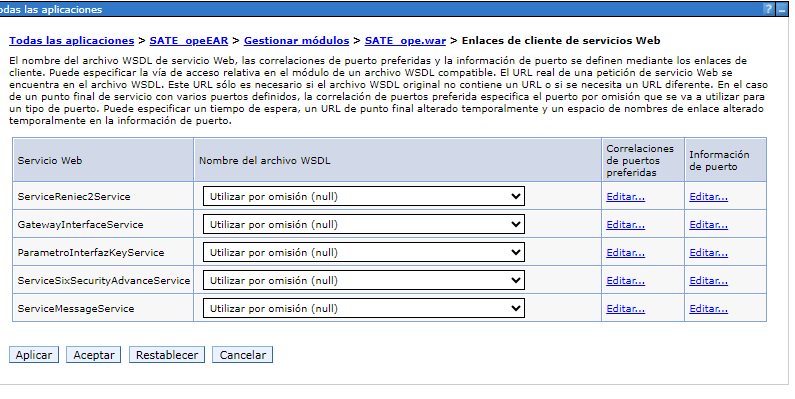 odas las aplicaciones ? –
Todas las aplicaciones > SATE_opeEAR > Gestionar módulos > SATE_ope.war > Enlaces de cliente de servicios Web
El nombre del archivo WSDL de servicio Web, las correlaciones de puerto preferidas y la información de puerto se definen mediante los enlaces de
cliente. Puede especificar la vía de acceso relativa en el módulo de un archivo WSDL compatible. El URL real de una petición de servicio Web se
encuentra en el archivo WSDL. Este URL sólo es necesario si el archivo WSDL original no contiene un URL o si se necesita un URL diferente. En el caso
de un punto final de servicio con varios puertos definidos, la correlación de puertos preferida especifica el puerto por omisión que se va a utilizar para
un tipo de puerto. Puede especificar un tiempo de espera, un URL de punto final alterado temporalmente y un espacio de nombres de enlace alterado
temporalmente en la información de puerto.
Servicio Web
Nombre del archivo WSDL
Correlaciones
de puertos
preferidas
Información
de puerto
ServiceReniec2Service Utilizar por omisión (null) Editar... Editar...
GatewayInterfaceService Utilizar por omisión (null) Editar... Editar...
ParametroInterfazKeyService Utilizar por omisión (null) Editar... Editar...
ServiceSixSecurityAdvanceService Utilizar por omisión (null) Editar... Editar...
ServiceMessageService Utilizar por omisión (null) Editar... Editar...
Aplicar Aceptar Restablecer Cancelar